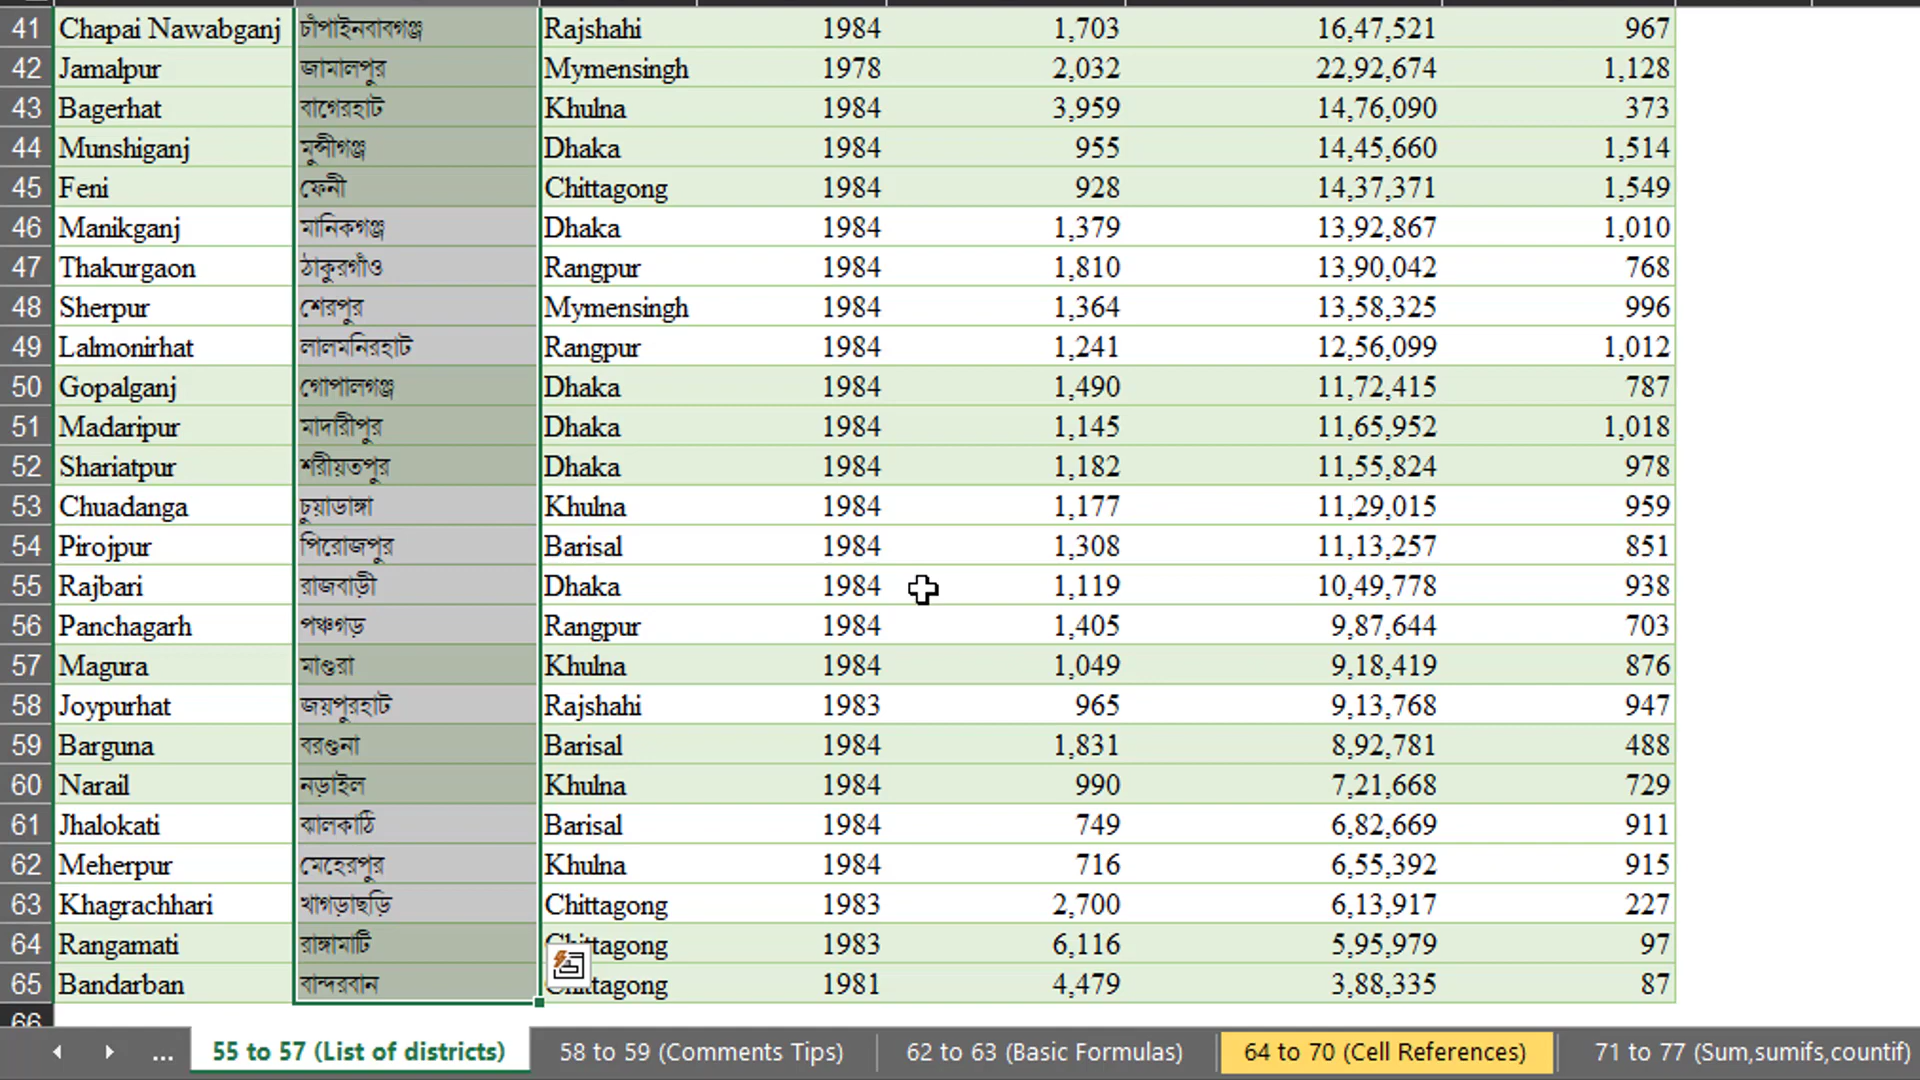 41 Chapai Nawabganj চাঁপাইনবাবগঞ্জ Rajshahi 1984 1,703 16,47,521 967
42 Jamalpur জামালপুর Mymensingh 1978 2,032 22,92,674 1,128
43 Bagerhat বাগেরহাট Khulna 1984 3,959 14,76,090 373
44 Munshiganj মুন্সীগঞ্জ Dhaka 1984 955 14,45,660 1,514
45 Feni ফেনী Chittagong 1984 928 14,37,371 1,549
46 Manikganj মানিকগঞ্জ Dhaka 1984 1,379 13,92,867 1,010
47 Thakurgaon ঠাকুরগাঁও Rangpur 1984 1,810 13,90,042 768
48 Sherpur শেরপুর Mymensingh 1984 1,364 13,58,325 996
49 Lalmonirhat লালমনিরহাট Rangpur 1984 1,241 12,56,099 1,012
50 Gopalganj গোপালগঞ্জ Dhaka 1984 1,490 11,72,415 787
51 Madaripur মাদারীপুর Dhaka 1984 1,145 11,65,952 1,018
52 Shariatpur শরীয়তপুর Dhaka 1984 1,182 11,55,824 978
53 Chuadanga চুয়াডাঙ্গা Khulna 1984 1,177 11,29,015 959
54 Pirojpur পিরোজপুর Barisal 1984 1,308 11,13,257 851
55 Rajbari রাজবাড়ী Dhaka 1984 1,119 10,49,778 938
56 Panchagarh পঞ্চগড় Rangpur 1984 1,405 9,87,644 703
57 Magura মাগুরা Khulna 1984 1,049 9,18,419 876
58 Joypurhat জয়পুরহাট Rajshahi 1983 965 9,13,768 947
59 Barguna বরগুনা Barisal 1984 1,831 8,92,781 488
60 Narail নড়াইল Khulna 1984 990 7,21,668 729
61 Jhalokati ঝালকাঠি Barisal 1984 749 6,82,669 911
62 Meherpur মেহেরপুর Khulna 1984 716 6,55,392 915
63 Khagrachhari খাগড়াছড়ি Chittagong 1983 2,700 6,13,917 227
64 Rangamati রাঙ্গামাটি Chittagong 1983 6,116 5,95,979 97
65 Bandarban বান্দরবান Chittagong 1981 4,479 3,88,335 87
66
... 55 to 57 (List of districts) 58 to 59 (Comments Tips) 62 to 63 (Basic Formulas) 64 to 70 (Cell References) 71 to 77 (Sum,sumifs,countif)